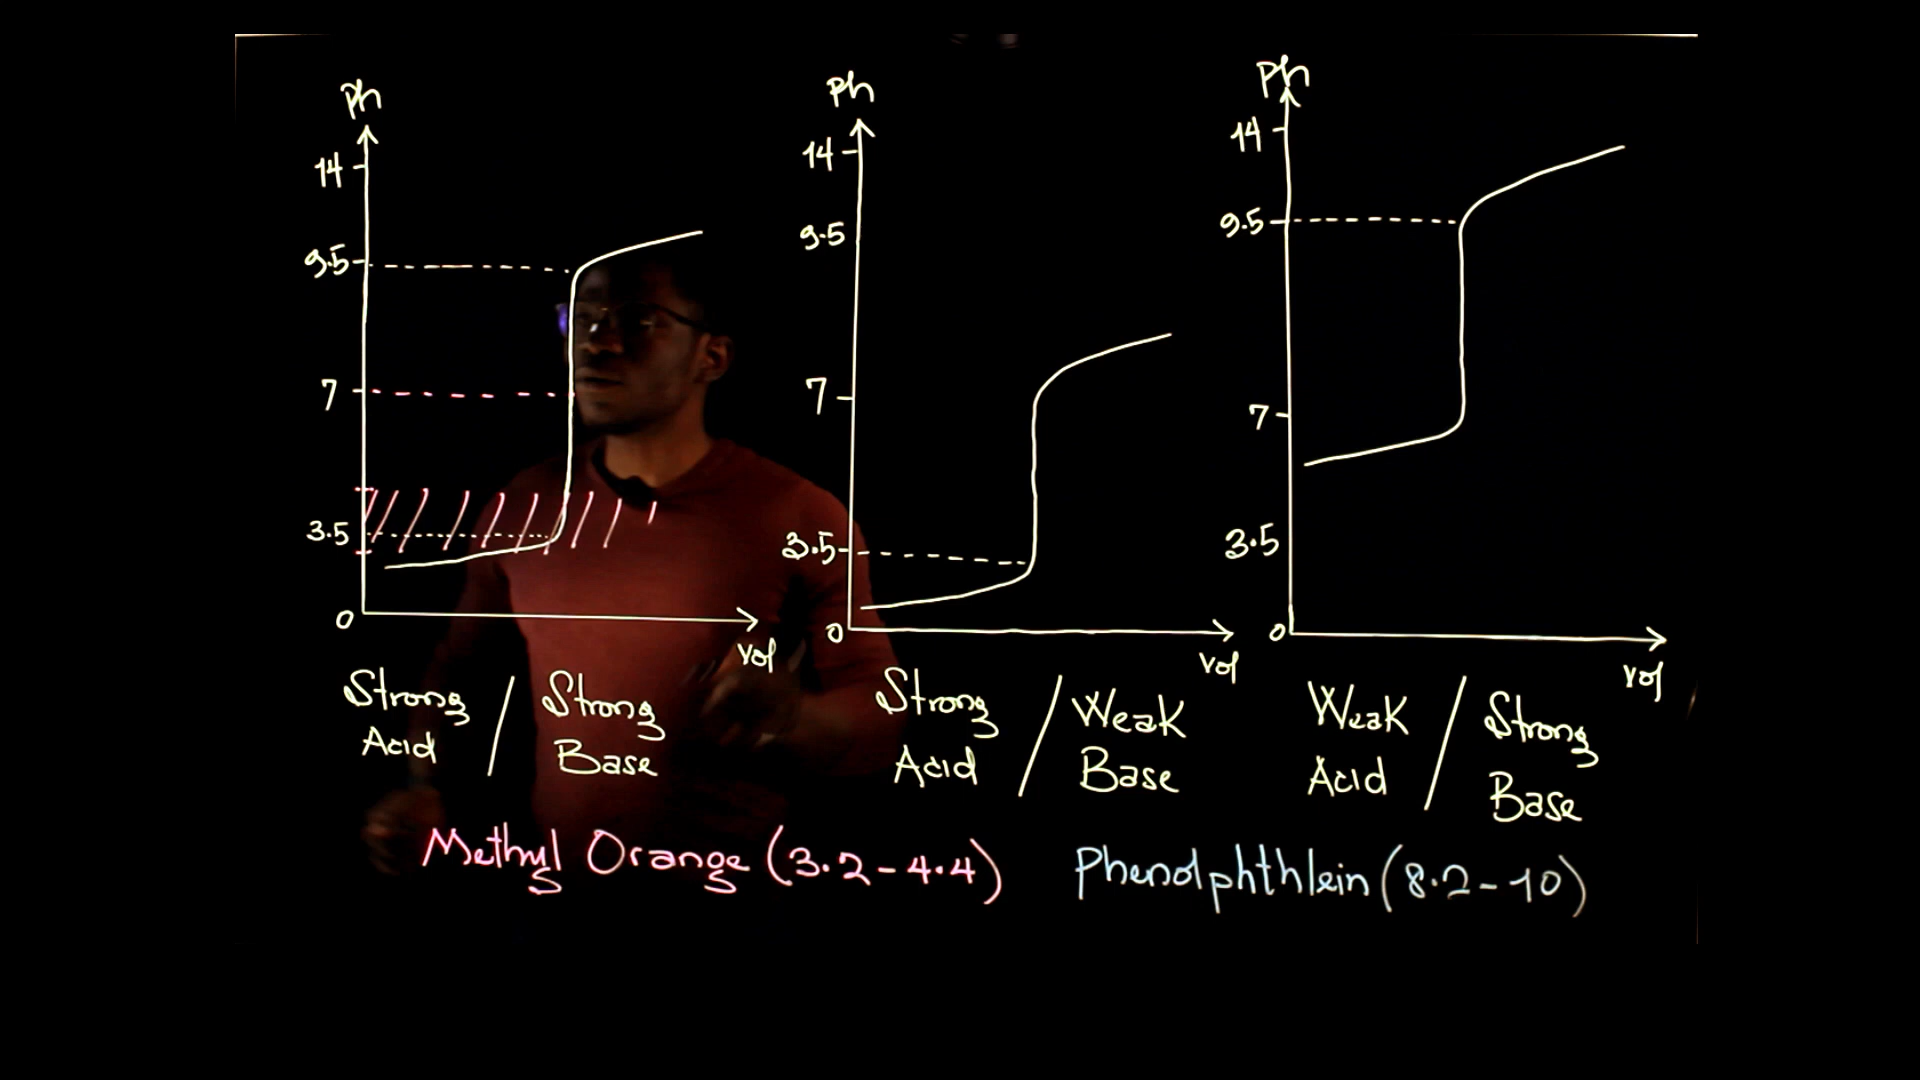 Ph
14
9.5
7
3.5
0
Vol
Strong Acid / Strong Base
Ph
14
9.5
7
3.5
0
Vol
Strong Acid / Weak Base
Ph
14
9.5
7
3.5
0
Vol
Weak Acid / Strong Base
Methyl Orange (3.2-4.4)
Phenolphthlein (8.2-10)